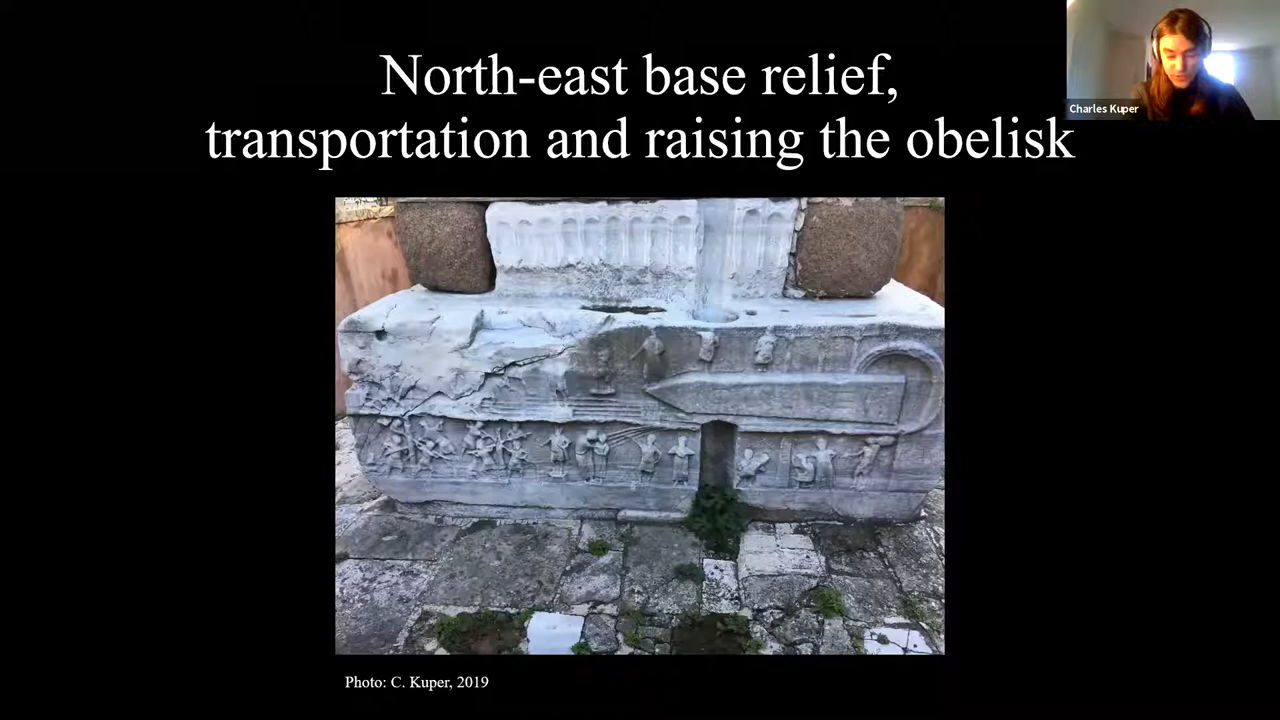 North-east base relief,
transportation and raising the obelisk
Charles Kuper
Photo: C. Kuper, 2019